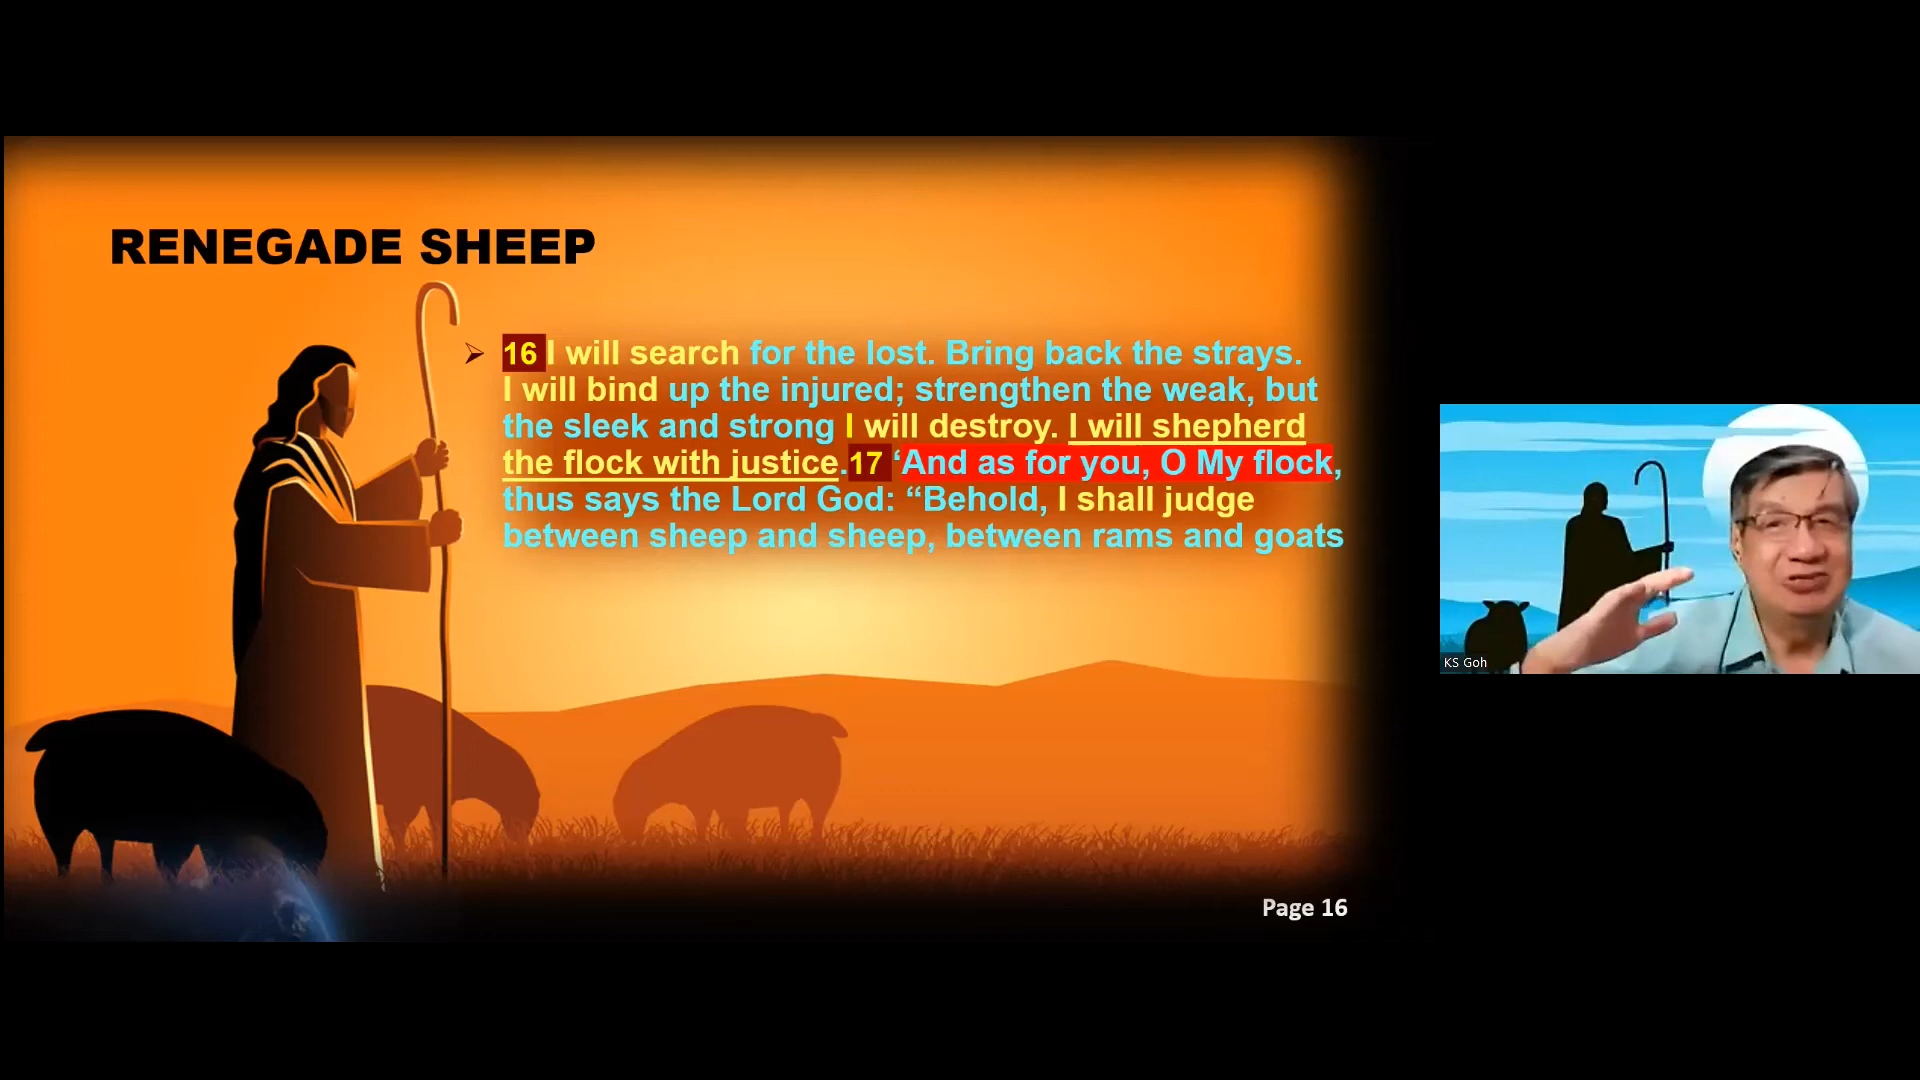 RENEGADE SHEEP
16 I will search for the lost. Bring back the strays.
I will bind up the injured; strengthen the weak, but
the sleek and strong I will destroy. I will shepherd
the flock with justice.17 ‘And as for you, O My flock,
thus says the Lord God: “Behold, I shall judge
between sheep and sheep, between rams and goats
KS Goh
Page 16